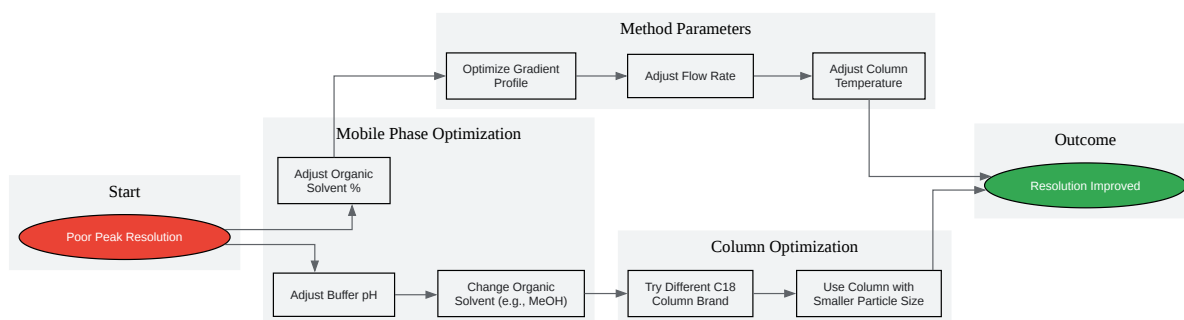 Method Parameters
Optimize Gradient
Profile
Adjust Flow Rate
Adjust Column
Temperature
Mobile Phase Optimization
Adjust Organic
Solvent %
Outcome
Resolution Improved
Start
Poor Peak Resolution
Adjust Buffer pH
Change Organic
Solvent (e.g., MeOH)
Column Optimization
Try Different C18
Column Brand
Use Column with
Smaller Particle Size